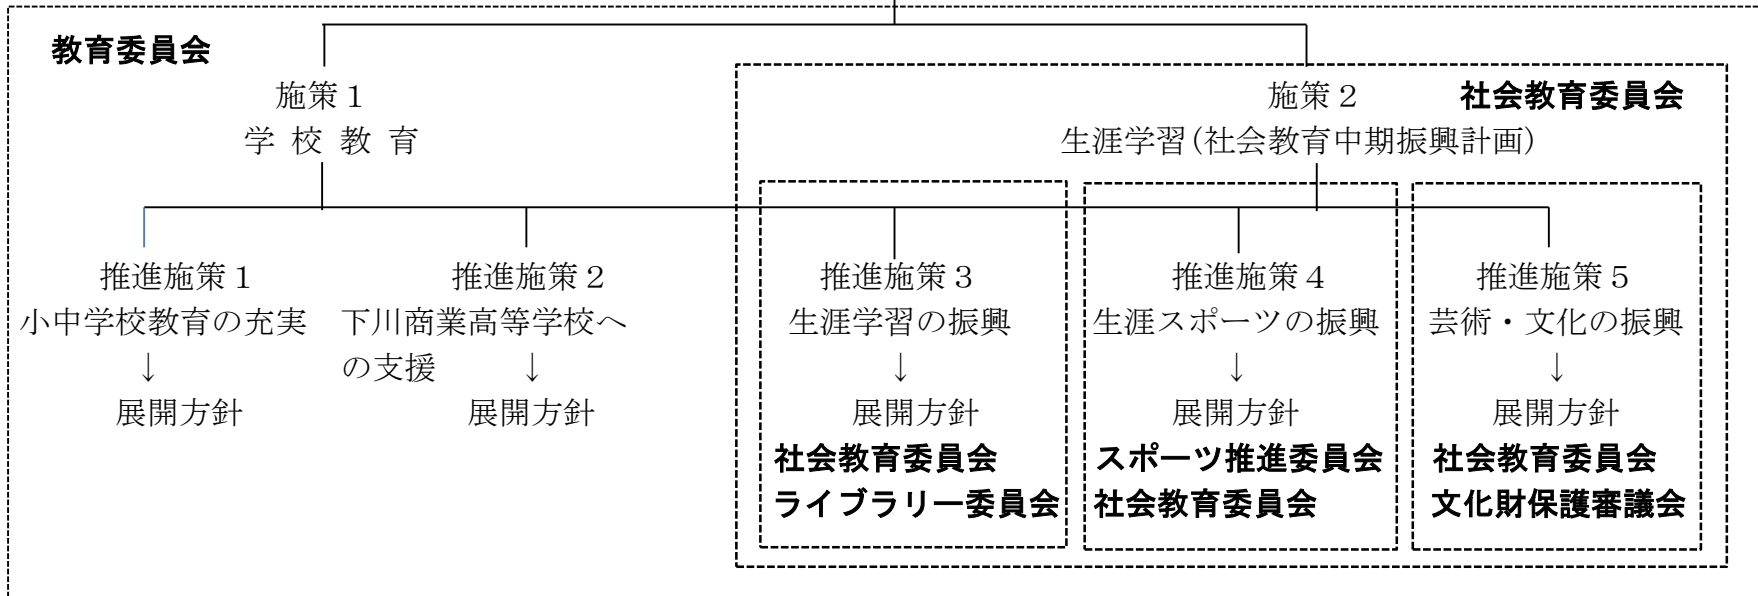 教育委員会
施策１
学 校 教 育
施策２
社会教育委員会
生涯学習(社会教育中期振興計画)
推進施策１
小中学校教育の充実
↓
展開方針
推進施策２
下川商業高等学校へ
の支援
↓
展開方針
推進施策３
生涯学習の振興
↓
展開方針
社会教育委員会
ライブラリー委員会
推進施策４
生涯スポーツの振興
↓
展開方針
スポーツ推進委員会
社会教育委員会
推進施策５
芸術・文化の振興
↓
展開方針
社会教育委員会
文化財保護審議会